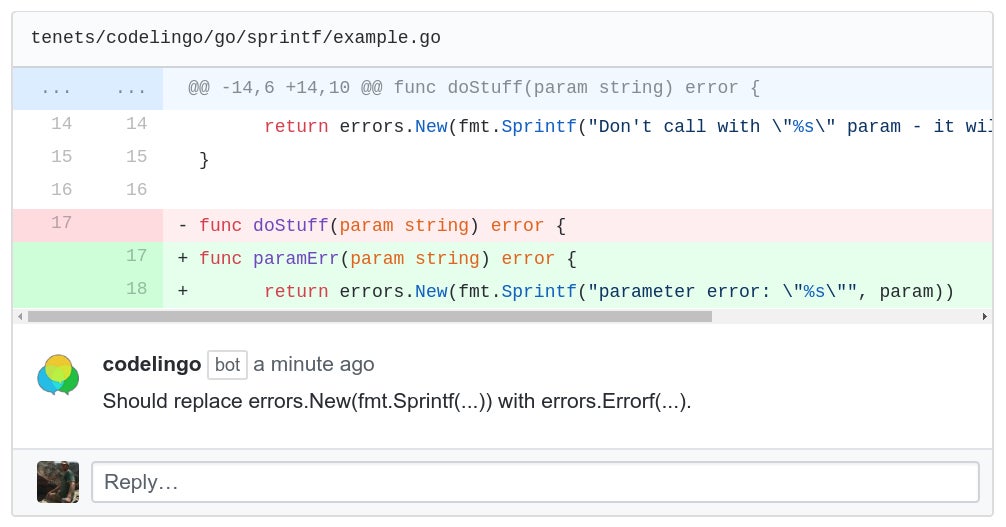 tenets/codelingo/go/sprintf/example.go
... ... @@ -14,6 +14,10 @@ func doStuff(param string) error {
14 14 return errors.New(fmt.Sprintf("Don't call with \"%s\" param - it wil
15 15 }
16 16
17 - func doStuff(param string) error {
17 + func paramErr(param string) error {
18 + return errors.New(fmt.Sprintf("parameter error: \"%s\"", param))
codelingo bot a minute ago
Should replace errors.New(fmt.Sprintf(...)) with errors.Errorf(...).
Reply…